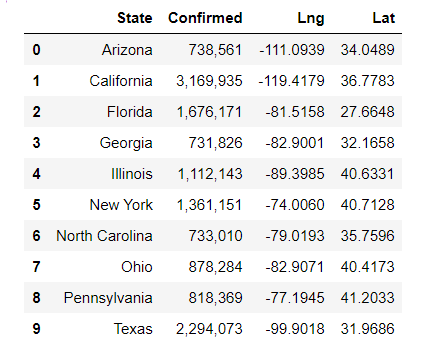 State Confirmed Lng Lat
0 Arizona 738,561 -111.0939 34.0489
1 California 3,169,935 -119.4179 36.7783
2 Florida 1,676,171 -81.5158 27.6648
3 Georgia 731,826 -82.9001 32.1658
4 Illinois 1,112,143 -89.3985 40.6331
5 New York 1,361,151 -74.0060 40.7128
6 North Carolina 733,010 -79.0193 35.7596
7 Ohio 878,284 -82.9071 40.4173
8 Pennsylvania 818,369 -77.1945 41.2033
9 Texas 2,294,073 -99.9018 31.9686